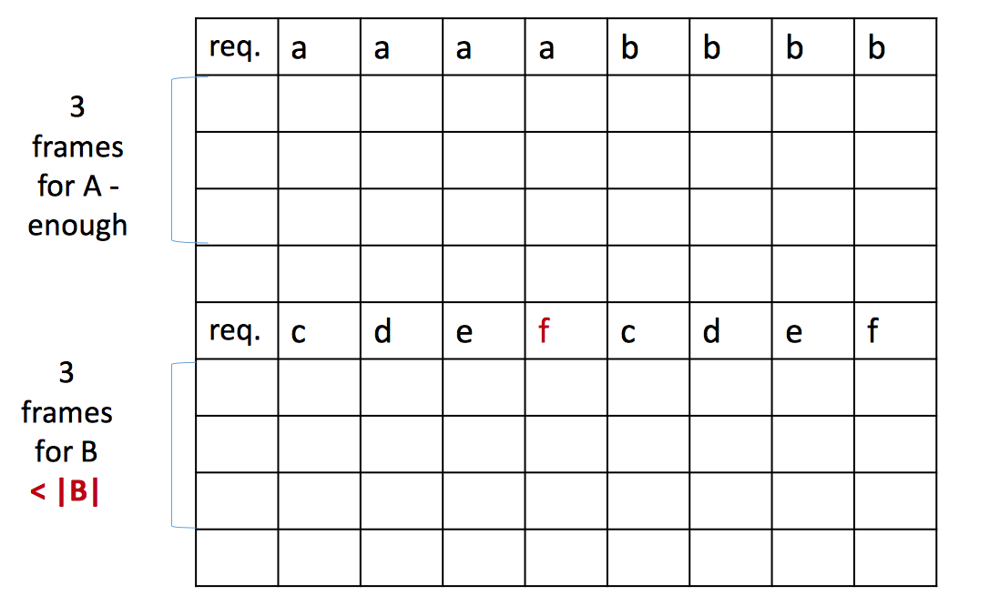 req. a a a a b b b b
3
frames
for A -
enough
req. c d e f c d e f
3
frames
for B
< |B|